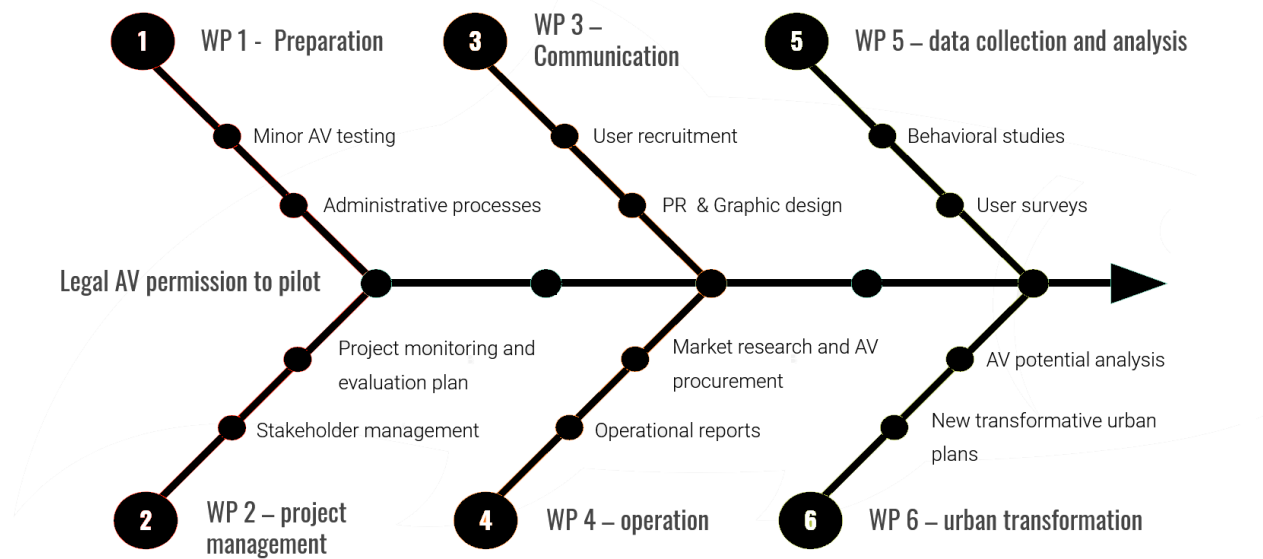 1
WP 1 -  Preparation
Minor AV testing
Administrative processes
3
WP 3 –
Communication
User recruitment
PR  & Graphic design
5
WP 5 – data collection and analysis
Behavioral studies
User surveys
Legal AV permission to pilot
Project monitoring and
evaluation plan
Stakeholder management
2
WP 2 – project
management
Market research and AV
procurement
Operational reports
4
WP 4 – operation
AV potential analysis
New transformative urban
plans
6
WP 6 – urban transformation